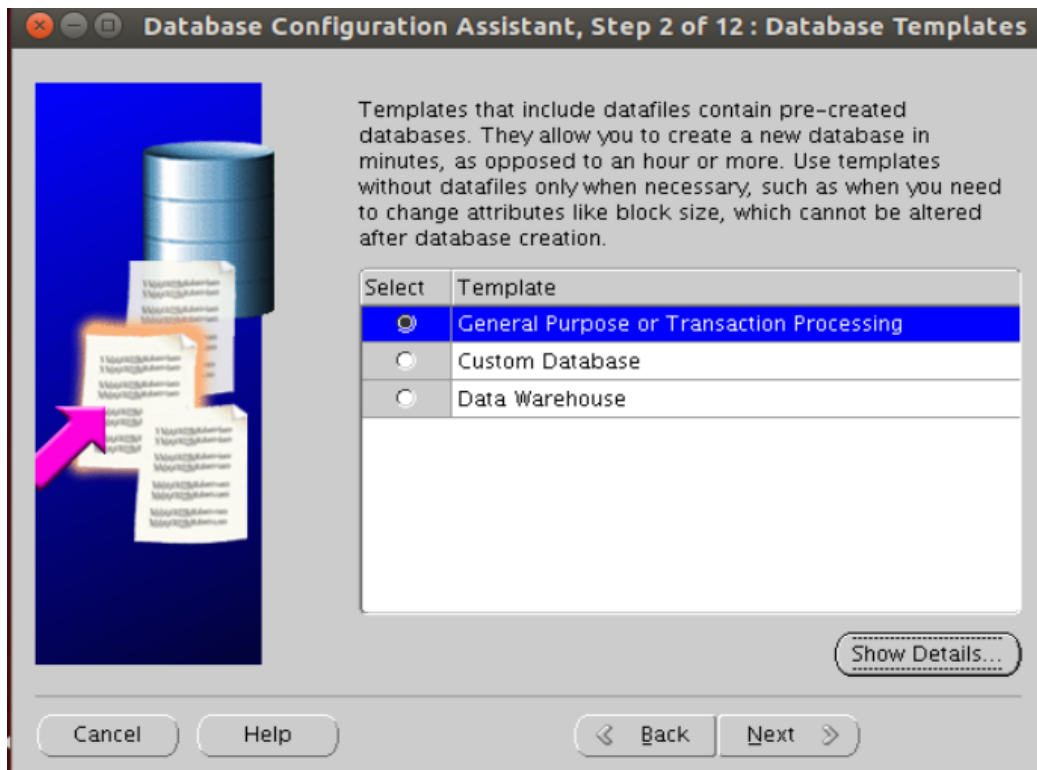 Database Configuration Assistant, Step 2 of 12 : Database Templates
Templates that include datafiles contain pre-created
databases. They allow you to create a new database in
minutes, as opposed to an hour or more. Use templates
without datafiles only when necessary, such as when you need
to change attributes like block size, which cannot be altered
after database creation.
Select Template
General Purpose or Transaction Processing
Custom Database
Data Warehouse
Show Details...
Cancel Help Back Next